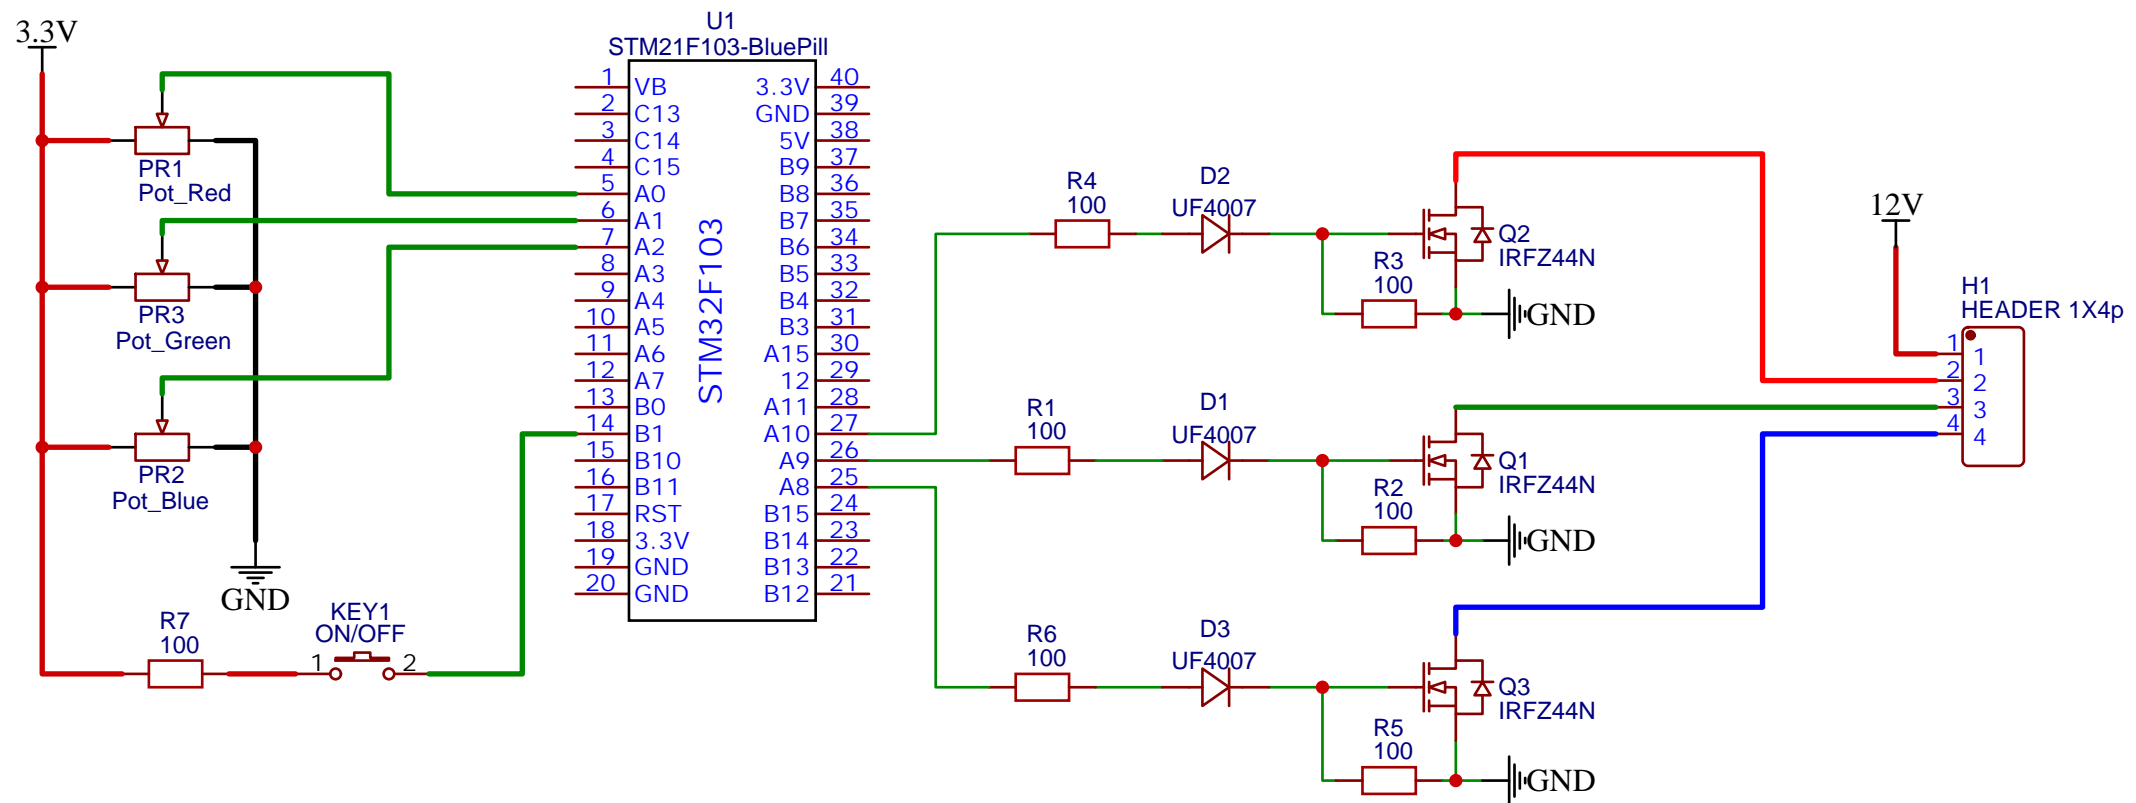 3.3V
PR1
Pot_Red
PR3
Pot_Green
PR2
Pot_Blue
GND
R7
100
KEY1
ON/OFF
1
2
U1
STM21F103-BluePill
STM32F103
1 VB
2 C13
3 C14
4 C15
5 A0
6 A1
7 A2
8 A3
9 A4
10 A5
11 A6
12 A7
13 B0
14 B1
15 B10
16 B11
17 RST
18 3.3V
19 GND
20 GND
3.3V 40
GND 39
5V 38
B9 37
B8 36
B7 35
B6 34
B5 33
B4 32
B3 31
A15 30
12 29
A11 28
A10 27
A9 26
A8 25
B15 24
B14 23
B13 22
B12 21
R4
100
D2
UF4007
R3
100
Q2
IRFZ44N
GND
R1
100
D1
UF4007
R2
100
Q1
IRFZ44N
GND
R6
100
D3
UF4007
R5
100
Q3
IRFZ44N
GND
12V
H1
HEADER 1X4p
1 1
2 2
3 3
4 4